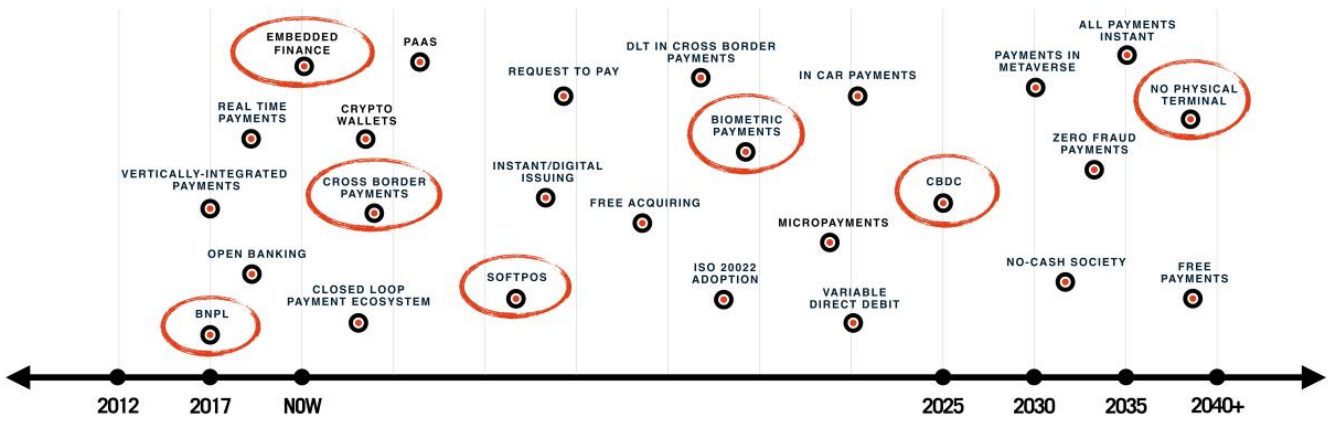 EMBEDDED
FINANCE
PAAS
REAL TIME
PAYMENTS
CRYPTO
WALLETS
VERTICALLY-INTEGRATED
PAYMENTS
CROSS BORDER
PAYMENTS
OPEN BANKING
BNPL
CLOSED LOOP
PAYMENT ECOSYSTEM
REQUEST TO PAY
INSTANT/DIGITAL
ISSUING
SOFTPOS
DLT IN CROSS BORDER
PAYMENTS
BIOMETRIC
PAYMENTS
FREE ACQUIRING
ISO 20022
ADOPTION
IN CAR PAYMENTS
MICROPAYMENTS
VARIABLE
DIRECT DEBIT
CBDC
ALL PAYMENTS
INSTANT
PAYMENTS IN
METAVERSE
NO PHYSICAL
TERMINAL
ZERO FRAUD
PAYMENTS
NO-CASH SOCIETY
FREE
PAYMENTS
2012
2017
NOW
2025
2030
2035
2040+